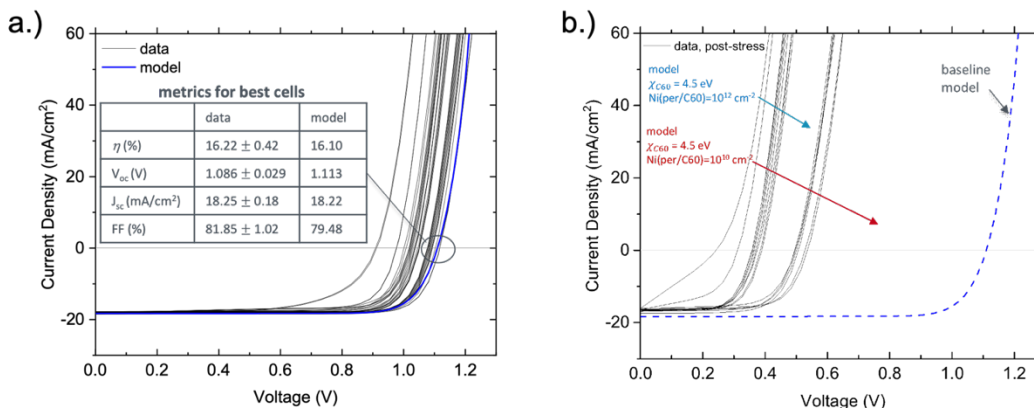 a.)
60
40
20
0
-20
0.0 0.2 0.4 0.6 0.8 1.0 1.2
Current Density (mA/cm²)
Voltage (V)
data
model
metrics for best cells
data model
η (%) 16.22 ± 0.42 16.10
Voc (V) 1.086 ± 0.029 1.113
Jsc (mA/cm²) 18.25 ± 0.18 18.22
FF (%) 81.85 ± 1.02 79.48
b.)
60
40
20
0
-20
0.0 0.2 0.4 0.6 0.8 1.0 1.2
Current Density (mA/cm²)
Voltage (V)
data, post-stress
model
χC60 = 4.5 eV
Ni(per/C60)=10¹² cm⁻²
model
χC60 = 4.5 eV
Ni(per/C60)=10¹⁰ cm⁻²
baseline
model